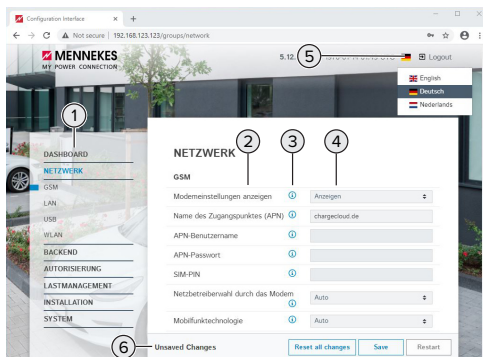 Configuration Interface
Not secure | 192.168.123.123/groups/network
MENNEKES
MY POWER CONNECTION
5.12.
5
Logout
English
Deutsch
Nederlands
1
2
3
4
DASHBOARD
NETZWERK
GSM
LAN
USB
WLAN
BACKEND
AUTORISIERUNG
LASTMANAGEMENT
INSTALLATION
SYSTEM
NETZWERK
GSM
Modemeinstellungen anzeigen Anzeigen
Name des Zugangspunktes (APN) chargecloud.de
APN-Benutzername
APN-Passwort
SIM-PIN
Netzbetreiberwahl durch das Modem Auto
Mobilfunktechnologie Auto
6
Unsaved Changes Reset all changes Save Restart